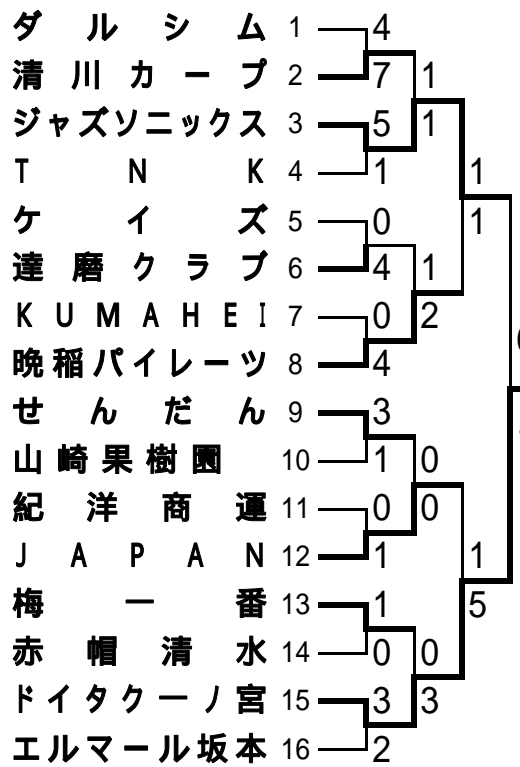 ダルシム 1 4
清川カープ 2 7 1
ジャズソニックス 3 5 1
TNK 4 1 1
ケイズ 5 0 1
達磨クラブ 6 4 1
KUMAHEI 7 0 2
晩稲パイレーツ 8 4
せんだん 9 3
山崎果樹園 10 1 0
紀洋商運 11 0 0
JAPAN 12 1 1
梅一番 13 1 5
赤帽清水 14 0 0
ドイタクーノ宮 15 3 3
エルマール坂本 16 2